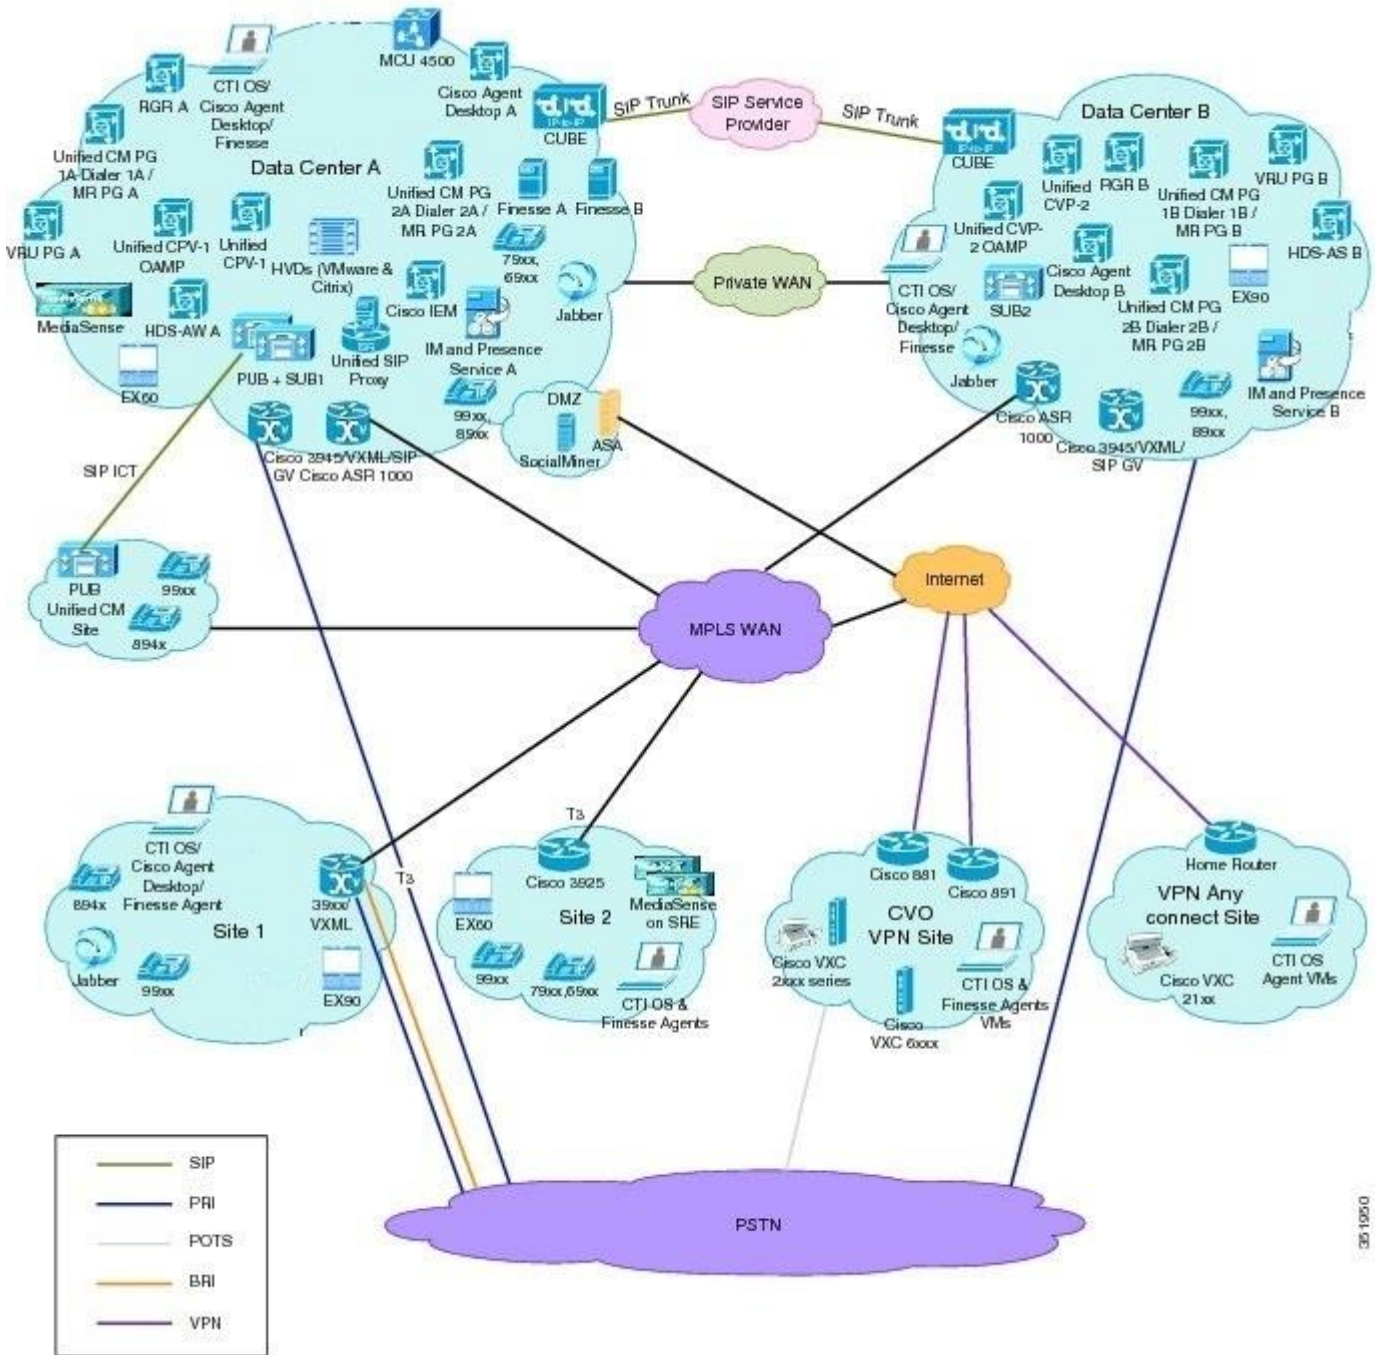 MCU 4500
RGR A
CTI OS/
Cisco Agent
Desktop/
Finesse
Cisco Agent
Desktop A
IP-to-IP
CUBE
SIP Trunk
SIP Service
Provider
SIP Trunk
IP-to-IP
CUBE
Data Center B
Unified CM PG
1A-Dialer 1A /
MR PG A
Data Center A
Unified CM PG
2A Dialer 2A /
MR PG 2A
Finesse A
Finesse B
Unified
CVP-2
RGR B
Unified CM PG
1B Dialer 1B /
MR PG B
VRU PG B
VRU PG A
Unified CPV-1
OAMP
Unified
CPV-1
HVDs (VMware &
Citrix)
79xx,
69xx
Unified CVP-
2 OAMP
Cisco Agent
Desktop B
HDS-AS B
EX90
MediaSense
HDS-AW A
Cisco IEM
Jabber
Private WAN
CTI OS/
Cisco Agent
Desktop/
Finesse
SUB2
Unified CM PG
2B Dialer 2B /
MR PG 2B
EX60
PUB + SUB1
Unified SIP
Proxy
IM and Presence
Service A
Jabber
IM and Presence
Service B
99xx,
89xx
DMZ
SocialMiner
ASA
Cisco ASR
1000
99xx,
89xx
Cisco 3945/VXML/SIP
GV Cisco ASR 1000
Cisco 3945/VXML/
SIP GV
SIP ICT
PUB
Unified CM
Site
99xx
894x
MPLS WAN
Internet
T3
T3
CTI OS/
Cisco Agent
Desktop/
Finesse Agent
894x
Site 1
39xx/
VXML
Jabber
99xx
EX90
Cisco 3925
EX60
Site 2
MediaSense
on SRE
99xx
79xx,69xx
CTI OS &
Finesse Agents
Cisco 881
Cisco 891
CVO
VPN Site
Cisco VXC
2xxx series
Cisco
VXC 6xxx
CTI OS &
Finesse Agents
VMs
Home Router
VPN Any
connect Site
Cisco VXC
21xx
CTI OS
Agent VMs
SIP
PRI
POTS
BRI
VPN
PSTN
351950